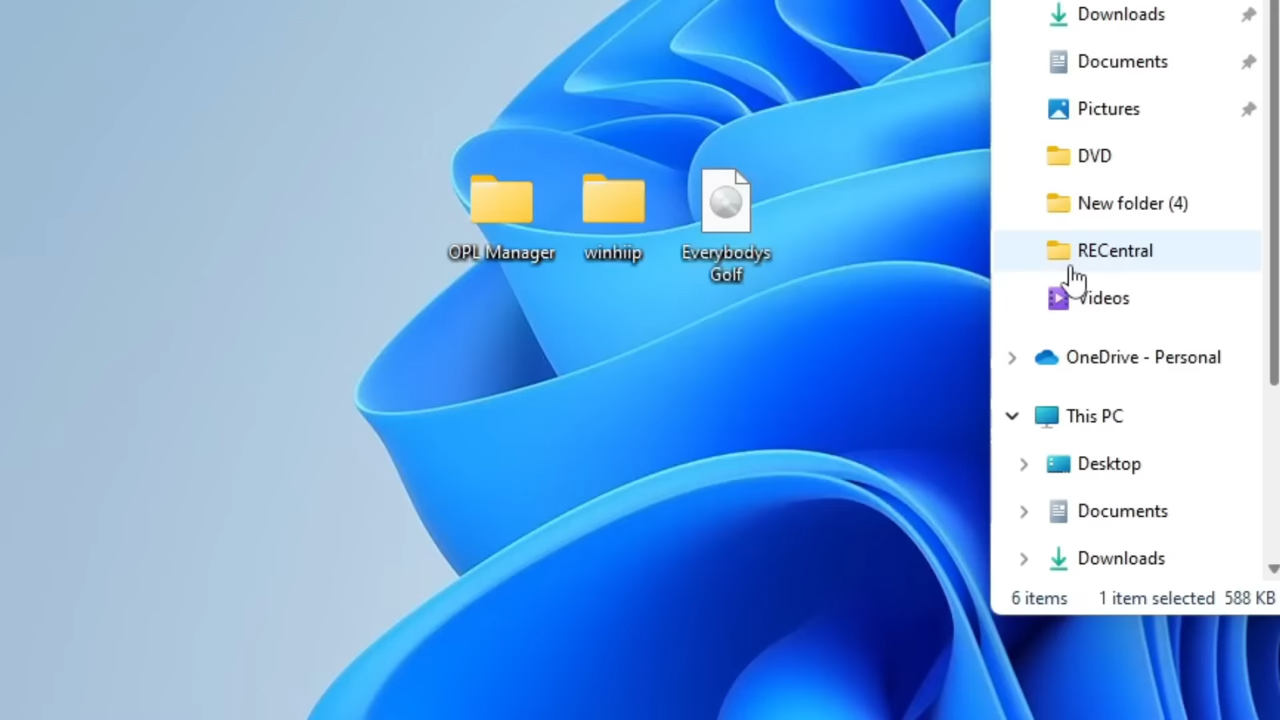 Downloads
Documents
Pictures
DVD
New folder (4)
RECentral
Videos
OneDrive - Personal
This PC
Desktop
Documents
Downloads
6 items 1 item selected 588 KB
OPL Manager
winhiip
Everybodys
Golf